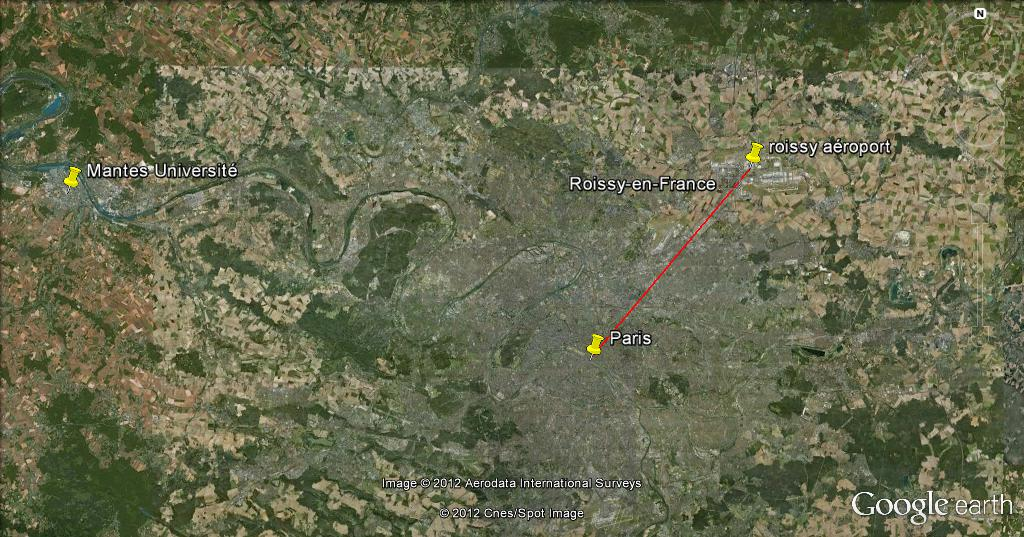 N
roissy aéroport
Mantes Université
Roissy-en-France
Paris
Image © 2012 Aerodata International Surveys
© 2012 Cnes/Spot Image
Google earth